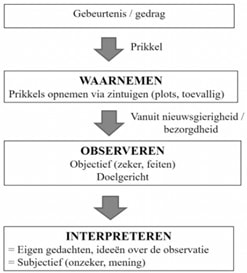 Gebeurtenis / gedrag
Prikkel
WAARNEMEN
Prikkels opnemen via zintuigen (plots, toevallig)
Vanuit nieuwsgierigheid /
bezorgdheid
OBSERVEREN
Objectief (zeker, feiten)
Doelgericht
INTERPRETEREN
= Eigen gedachten, ideeën over de observatie
= Subjectief (onzeker, mening)